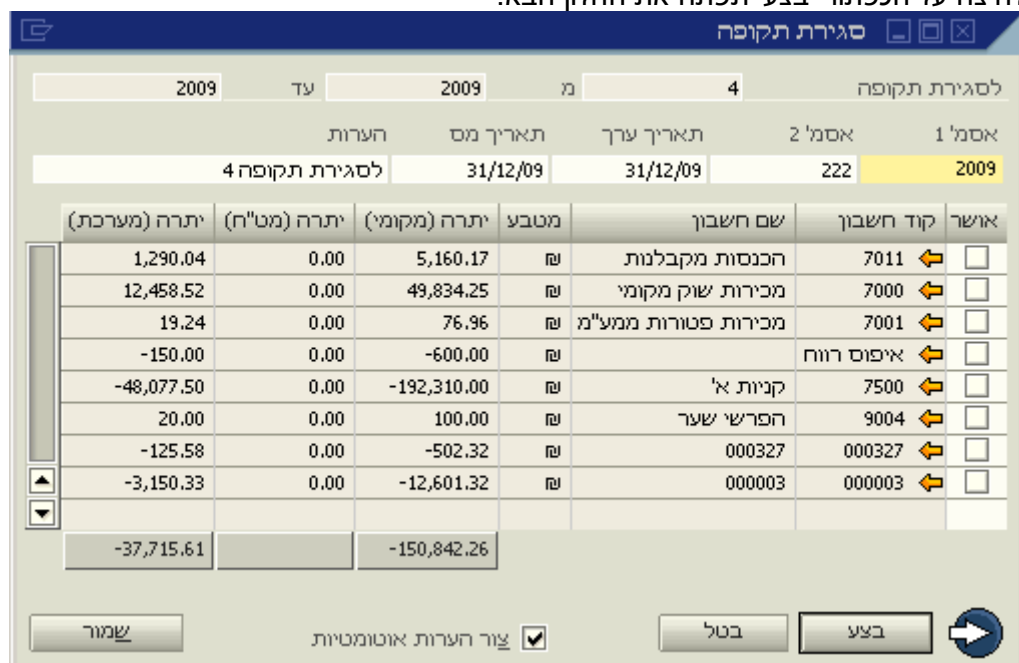 סגירת תקופה
לסגירת תקופה 4 מ 2009 עד 2009
אסמ' 1 אסמ' 2 תאריך ערך תאריך מס הערות
2009 222 31/12/09 31/12/09 לסגירת תקופה 4
אושר קוד חשבון שם חשבון מטבע יתרה (מקומי) יתרה (מט"ח) יתרה (מערכת)
7011 הכנסות מקבלנות ₪ 5,160.17 0.00 1,290.04
7000 מכירות שוק מקומי ₪ 49,834.25 0.00 12,458.52
7001 מכירות פטורות ממע"מ ₪ 76.96 0.00 19.24
איפוס רווח ₪ -600.00 0.00 -150.00
7500 קניות א' ₪ -192,310.00 0.00 -48,077.50
9004 הפרשי שער ₪ 100.00 0.00 20.00
000327 000327 ₪ -502.32 0.00 -125.58
000003 000003 ₪ -12,601.32 0.00 -3,150.33
-150,842.26 -37,715.61
בצע בטל צור הערות אוטומטיות שמור